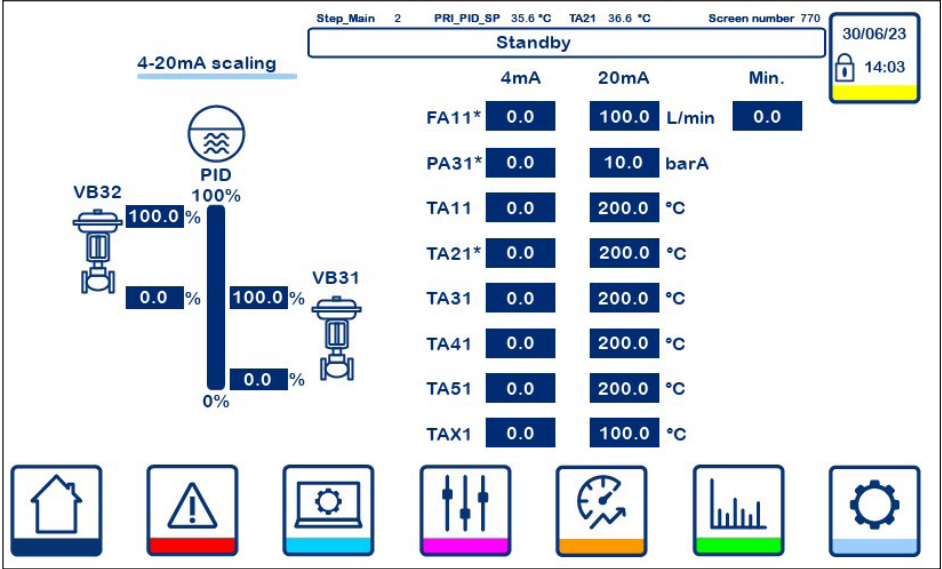 Step_Main 2 PRI_PID_SP 35.6 °C TA21 36.6 °C Screen number 770
Standby
30/06/23
14:03
4-20mA scaling
4mA 20mA Min.
FA11* 0.0 100.0 L/min 0.0
PA31* 0.0 10.0 barA
PID
100%
VB32
100.0 %
TA11 0.0 200.0 °C
TA21* 0.0 200.0 °C
VB31
0.0 % 100.0 %
TA31 0.0 200.0 °C
TA41 0.0 200.0 °C
0.0 %
0%
TA51 0.0 200.0 °C
TAX1 0.0 100.0 °C